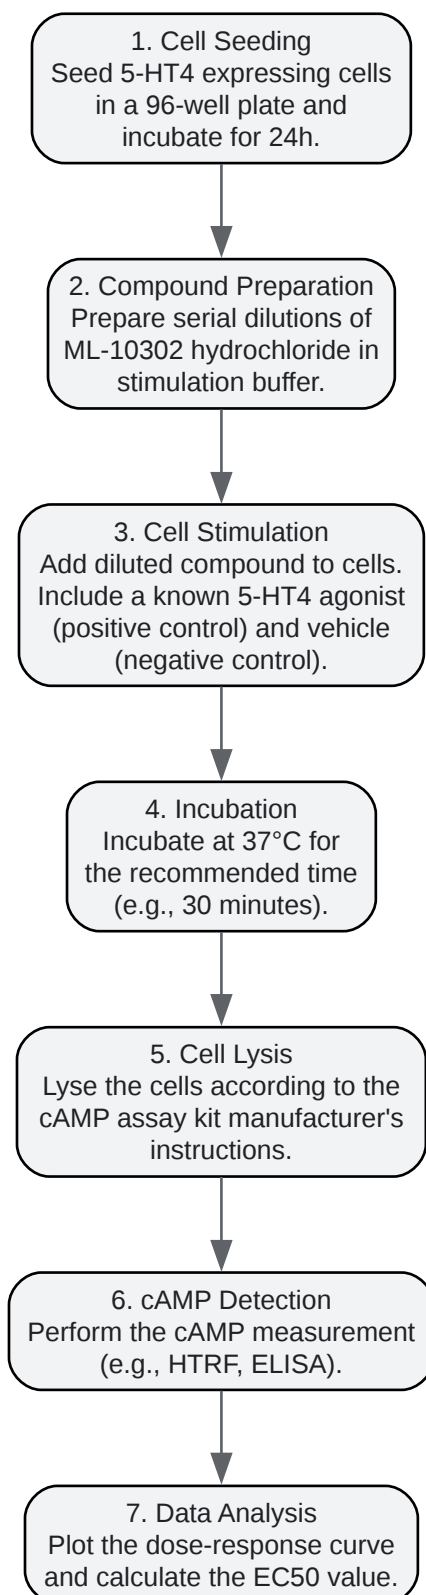 1. Cell Seeding
Seed 5-HT4 expressing cells
in a 96-well plate and
incubate for 24h.
2. Compound Preparation
Prepare serial dilutions of
ML-10302 hydrochloride in
stimulation buffer.
3. Cell Stimulation
Add diluted compound to cells.
Include a known 5-HT4 agonist
(positive control) and vehicle
(negative control).
4. Incubation
Incubate at 37°C for
the recommended time
(e.g., 30 minutes).
5. Cell Lysis
Lyse the cells according to the
cAMP assay kit manufacturer's
instructions.
6. cAMP Detection
Perform the cAMP measurement
(e.g., HTRF, ELISA).
7. Data Analysis
Plot the dose-response curve
and calculate the EC50 value.